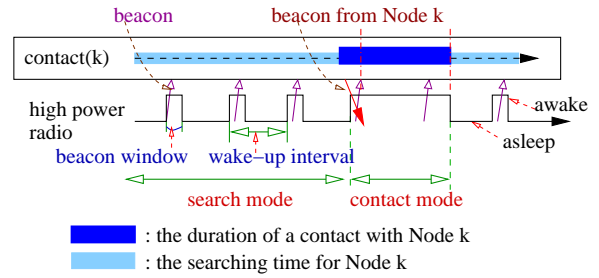 beacon
beacon from Node k
contact(k)
high power
radio
awake
asleep
beacon window
wake−up interval
search mode
contact mode
: the duration of a contact with Node k
: the searching time for Node k